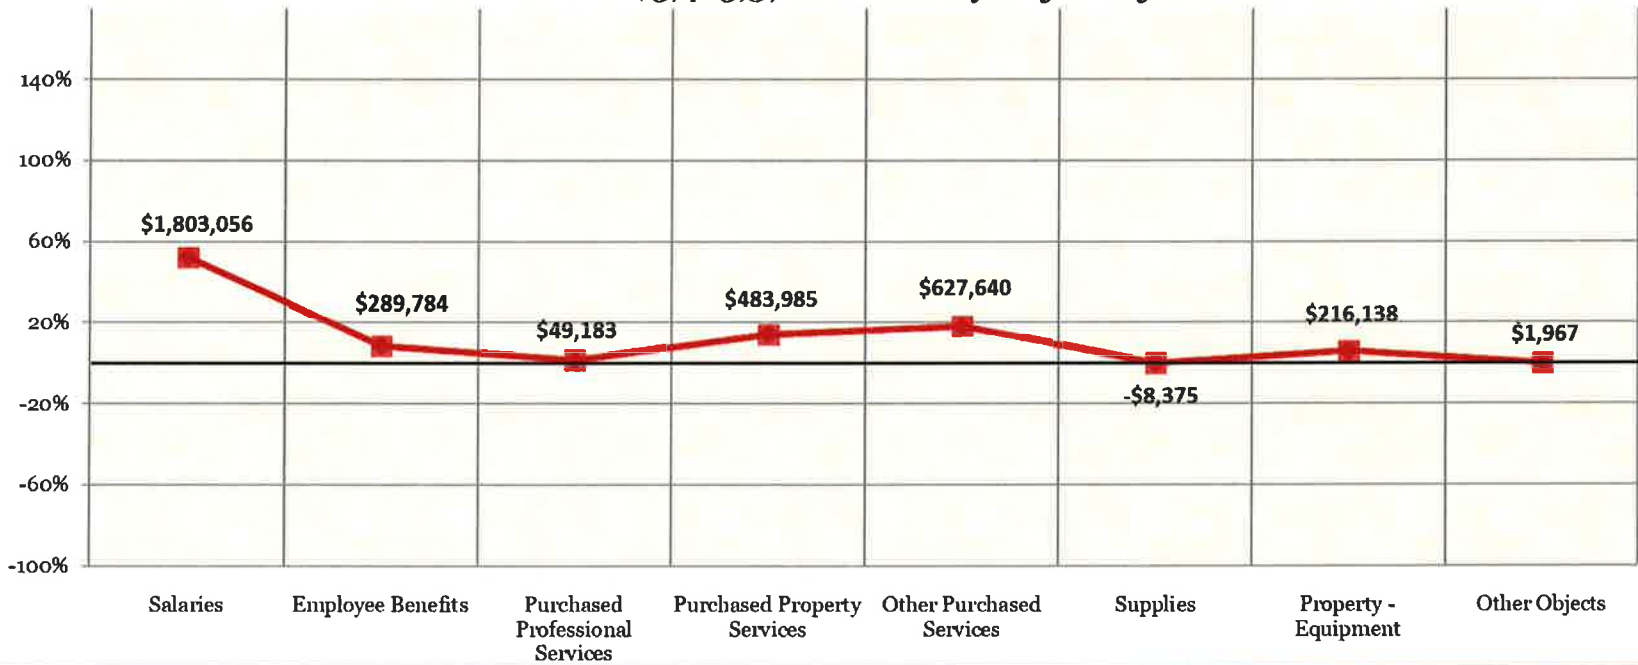 140%
100%
60%
20%
-20%
-60%
-100%
$1,803,056
$289,784
$49,183
$483,985
$627,640
-$8,375
$216,138
$1,967
Salaries
Employee Benefits
Purchased
Professional
Services
Purchased Property
Services
Other Purchased
Services
Supplies
Property -
Equipment
Other Objects